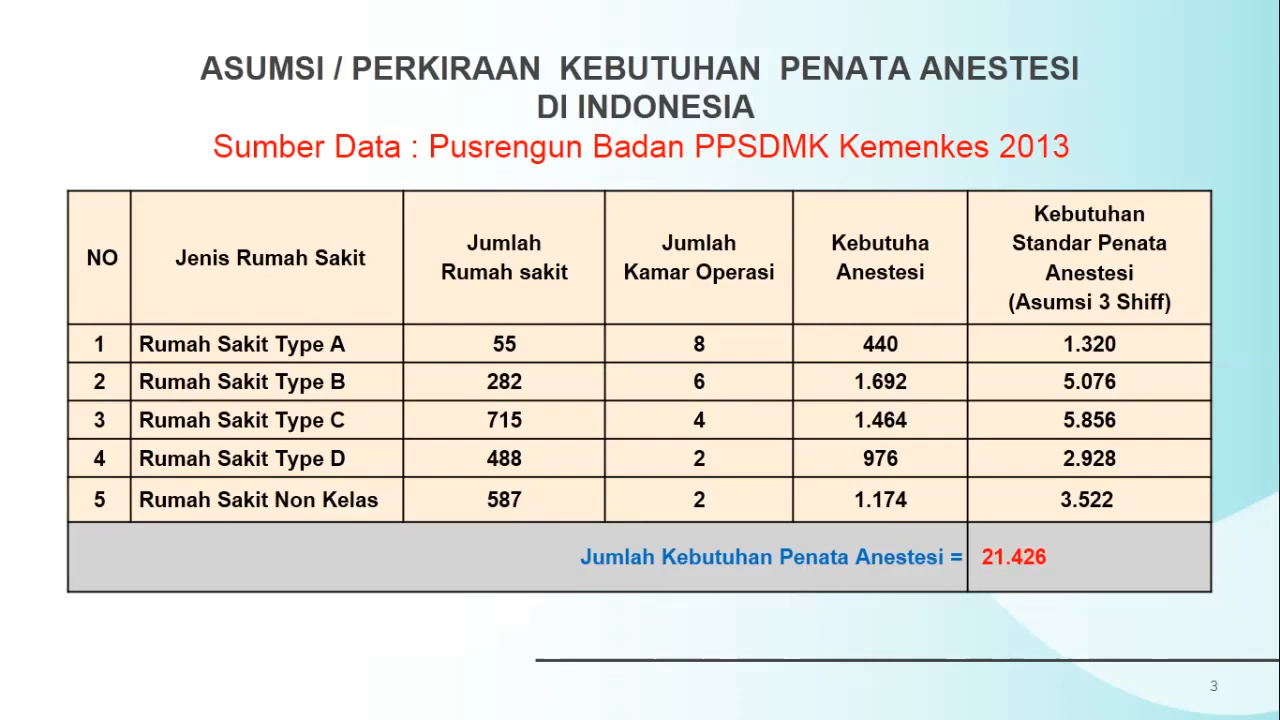 ASUMSI / PERKIRAAN KEBUTUHAN PENATA ANESTESI
DI INDONESIA
Sumber Data : Pusrengun Badan PPSDMK Kemenkes 2013
NO Jenis Rumah Sakit Jumlah Rumah sakit Jumlah Kamar Operasi Kebutuha Anestesi Kebutuhan Standar Penata Anestesi (Asumsi 3 Shiff)
1 Rumah Sakit Type A 55 8 440 1.320
2 Rumah Sakit Type B 282 6 1.692 5.076
3 Rumah Sakit Type C 715 4 1.464 5.856
4 Rumah Sakit Type D 488 2 976 2.928
5 Rumah Sakit Non Kelas 587 2 1.174 3.522
Jumlah Kebutuhan Penata Anestesi = 21.426
3